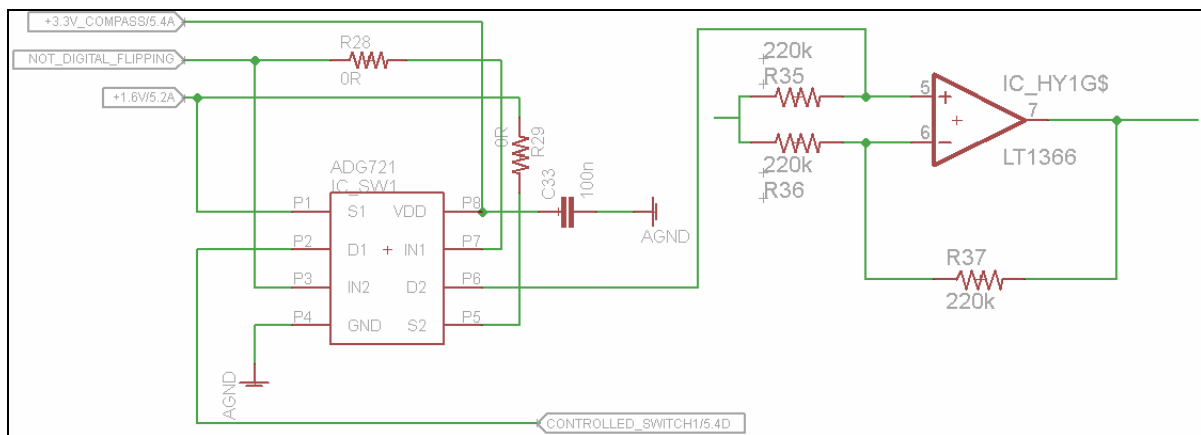 +3.3V_COMPASS/5.4A
NOT_DIGITAL_FLIPPING
+1.6V/5.2A
R28
0R
0R
R29
ADG721
IC_SW1
C33
100n
AGND
P1
S1
VDD
P8
P2
D1
+
IN1
P7
P3
IN2
D2
P6
P4
GND
S2
P5
AGND
CONTROLLED_SWITCH1/5.4D
220k
R35
220k
R36
5
+
6
−
+
7
IC_HY1G$
LT1366
R37
220k